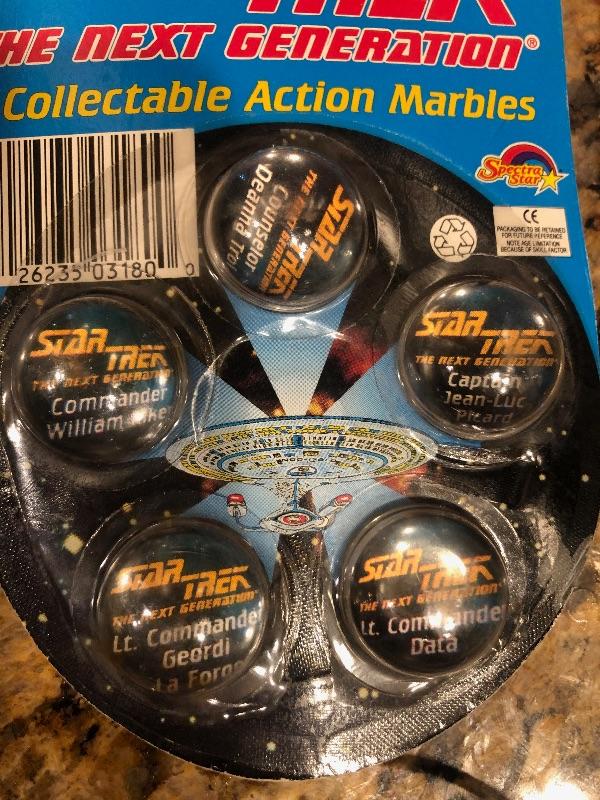 TREK
THE NEXT GENERATION®
Collectable Action Marbles
Spectra
Star
CE
PACKAGING TO BE RETAINED
FOR FUTURE REFERENCE
NOTE AGE LIMITATION
BECAUSE OF SKILL FACTOR
26235 03180 0
STAR TREK
THE NEXT GENERATION
Counselor
Deanna Troi
STAR TREK
THE NEXT GENERATION
Commander
William Riker
STAR TREK
THE NEXT GENERATION
Captain
Jean-Luc
Picard
STAR TREK
THE NEXT GENERATION
Lt. Commander
Geordi
La Forge
STAR TREK
THE NEXT GENERATION
Lt. Commander
Data